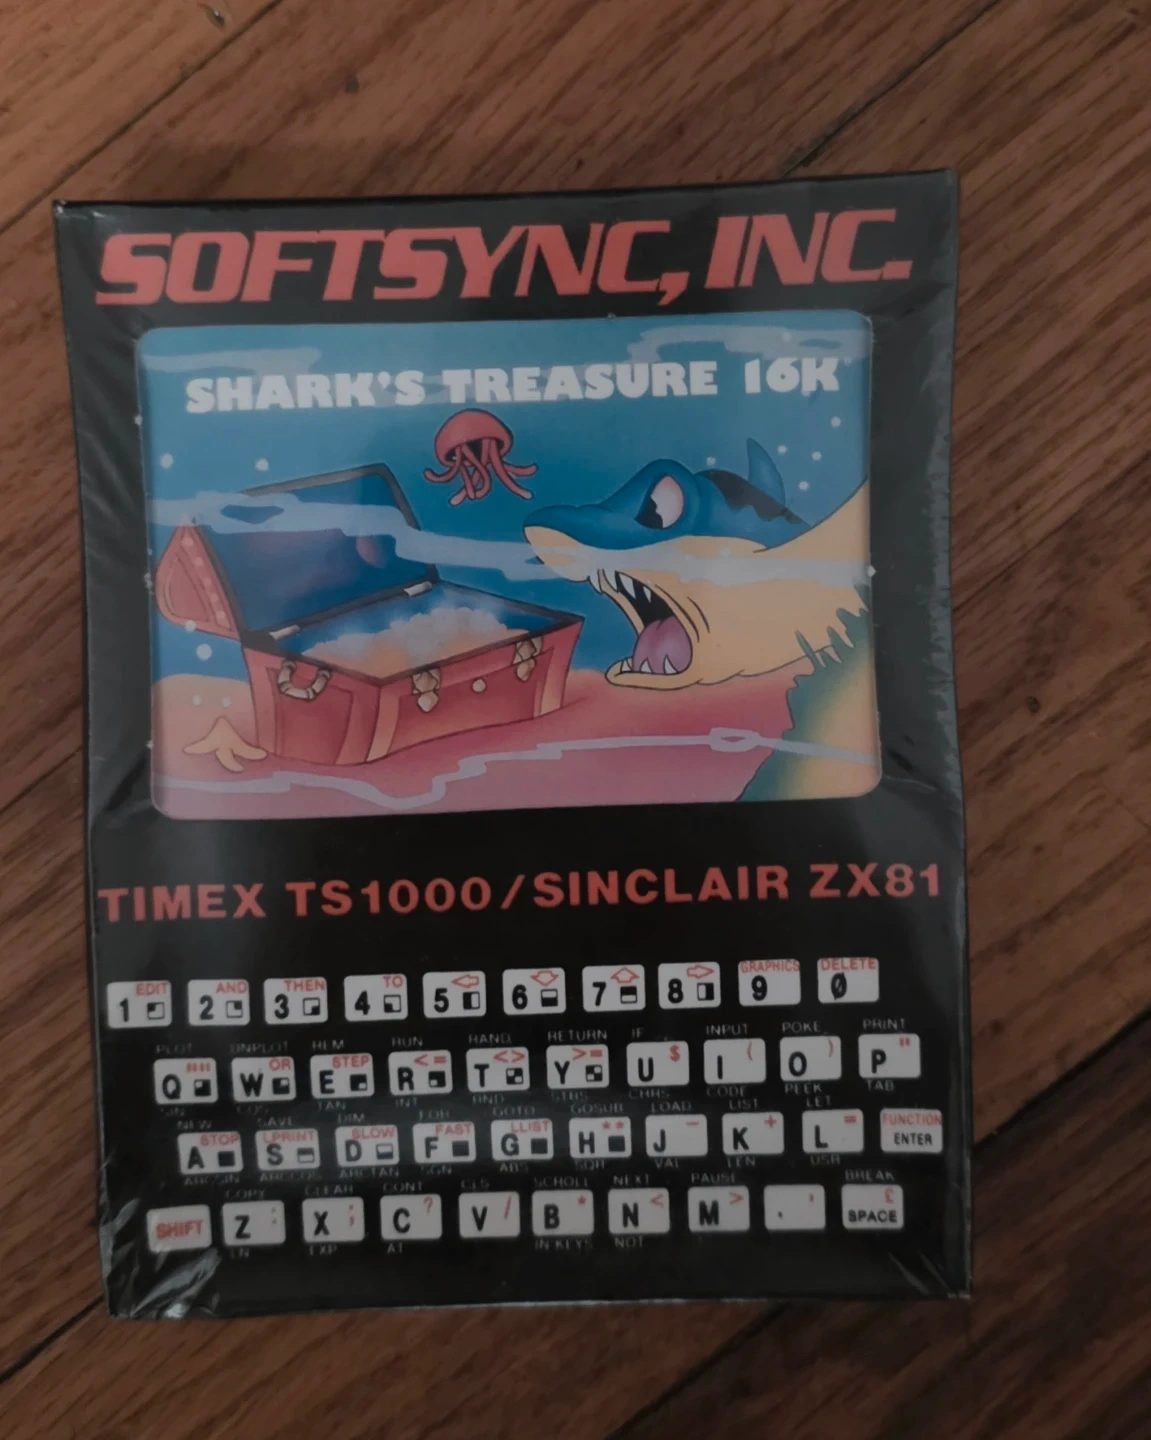 SOFTSYNC, INC.
SHARK'S TREASURE 16K
TIMEX TS1000/SINCLAIR ZX81
EDIT AND THEN TO GRAPHICS DELETE
1 2 3 4 5 6 7 8 9 0
PLOT UNPLOT REM RUN RAND RETURN IF INPUT POKE PRINT
"" OR STEP <= <> >= $ ( ) "
Q W E R T Y U I O P
SIN COS TAN INT RND STR$ CHR$ CODE PEEK TAB
NEW SAVE DIM FOR GOTO GOSUB LOAD LIST LET
STOP LPRINT SLOW FAST LLIST ** - + = FUNCTION
A S D F G H J K L ENTER
ARCSIN ARCCOS ARCTAN SGN ABS SQR VAL LEN USR
COPY CLEAR CONT CLS SCROLL NEXT PAUSE BREAK
: ; ? / * < > , £
SHIFT Z X C V B N M . SPACE
LN EXP AT INKEY$ NOT